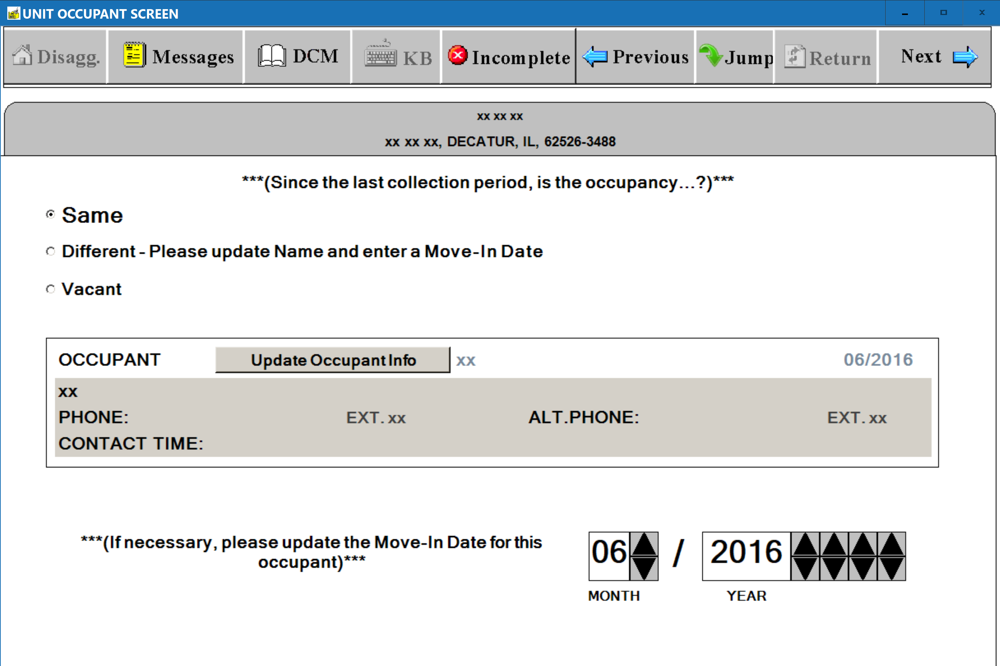 UNIT OCCUPANT SCREEN
Disagg. Messages DCM KB Incomplete Previous Jump Return Next
xx xx xx
xx xx xx, DECATUR, IL, 62526-3488
***(Since the last collection period, is the occupancy...?)***
Same
Different - Please update Name and enter a Move-In Date
Vacant
OCCUPANT Update Occupant Info xx 06/2016
xx
PHONE: EXT. xx ALT.PHONE: EXT. xx
CONTACT TIME:
***(If necessary, please update the Move-In Date for this
occupant)***
06 / 2016
MONTH YEAR